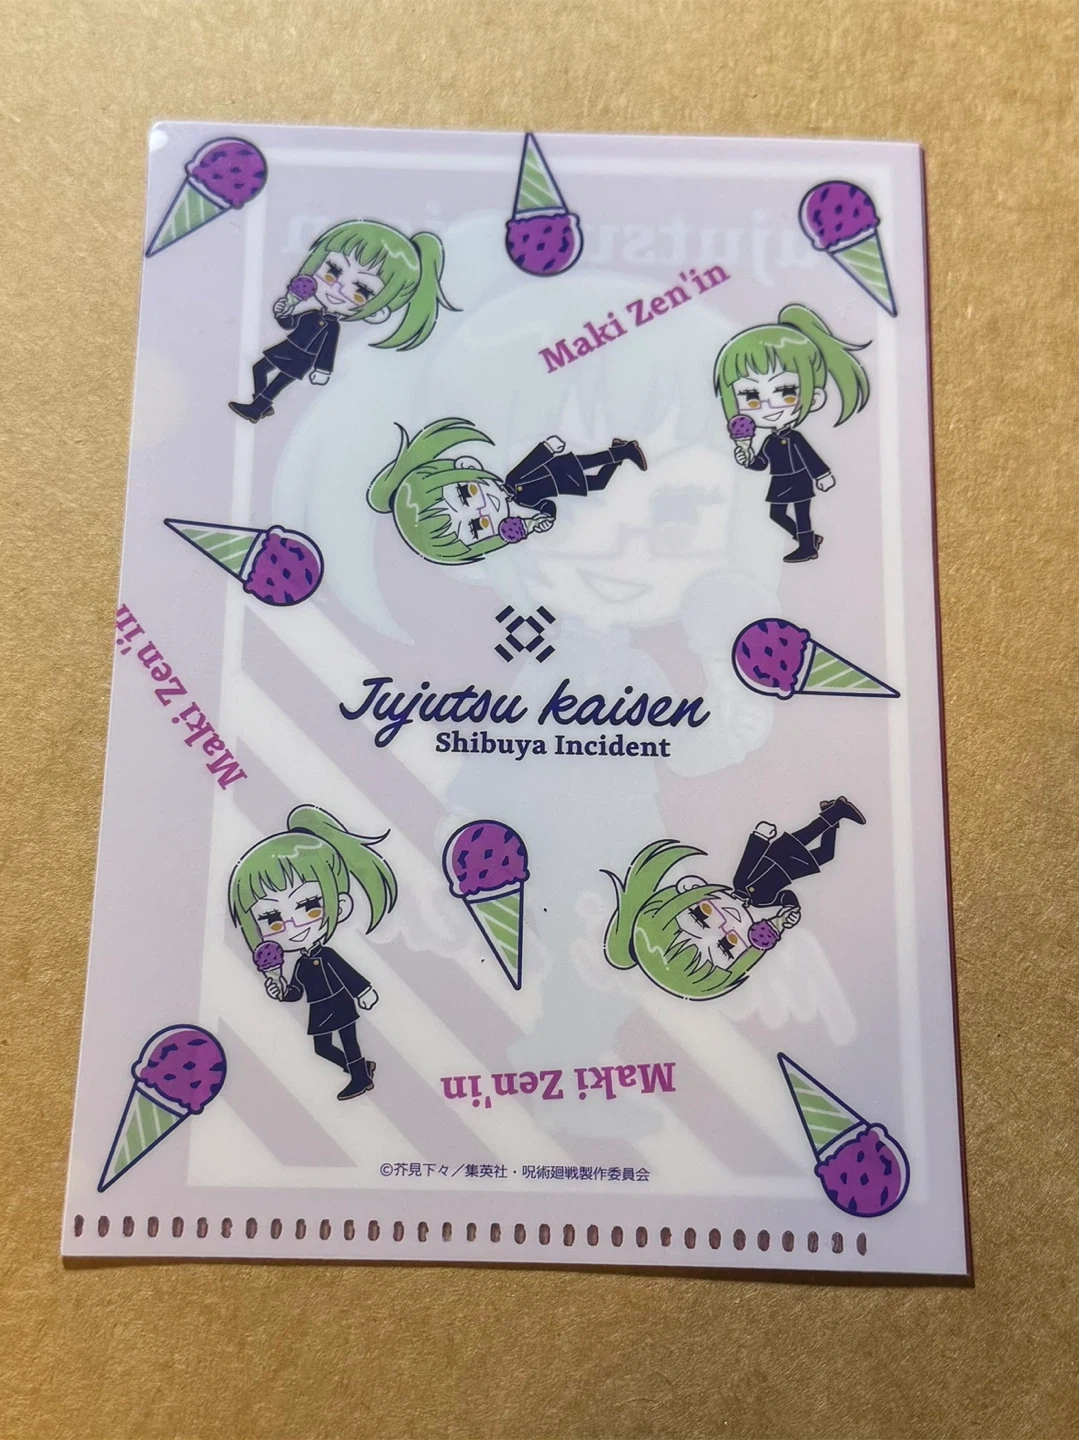 Maki Zen'in
Maki Zen'in
Jujutsu kaisen
Shibuya Incident
Maki Zen'in
©芥見下々／集英社・呪術廻戦製作委員会